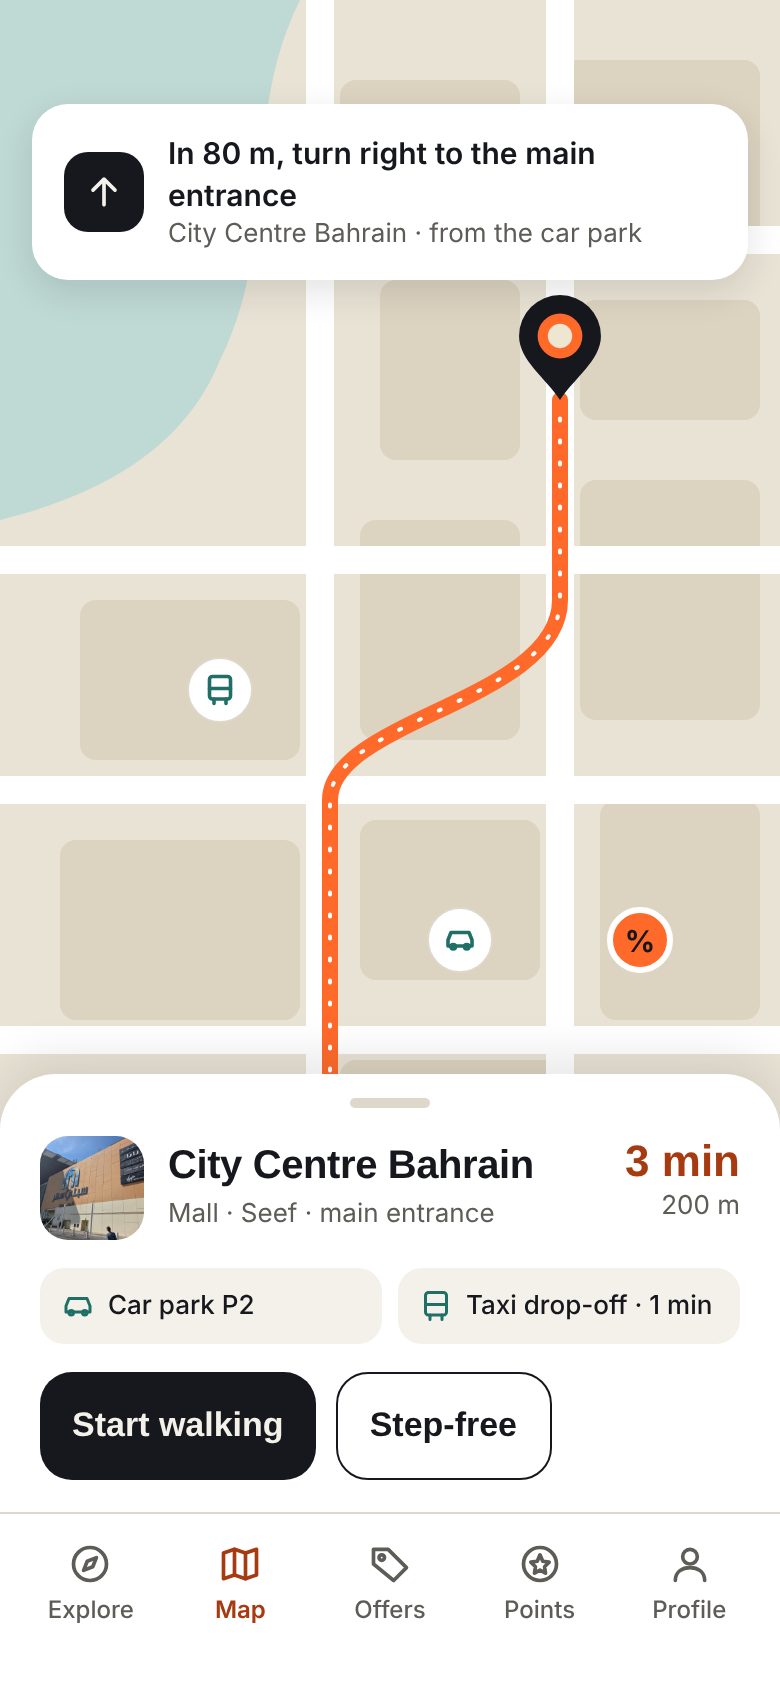 In 80 m, turn right to the main
entrance
City Centre Bahrain · from the car park
%
City Centre Bahrain
Mall · Seef · main entrance
3 min
200 m
Car park P2
Taxi drop-off · 1 min
Start walking
Step-free
Explore
Map
Offers
Points
Profile